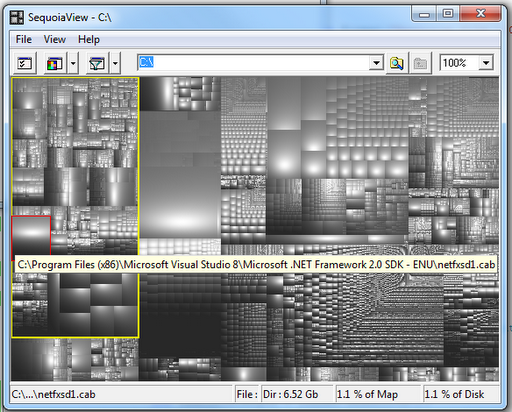 SequoiaView - C:\
File View Help
C:\ 100%
C:\Program Files (x86)\Microsoft Visual Studio 8\Microsoft .NET Framework 2.0 SDK - ENU\netfxsd1.cab
C:\...\netfxsd1.cab File : Dir : 6.52 Gb 1.1 % of Map 1.1 % of Disk